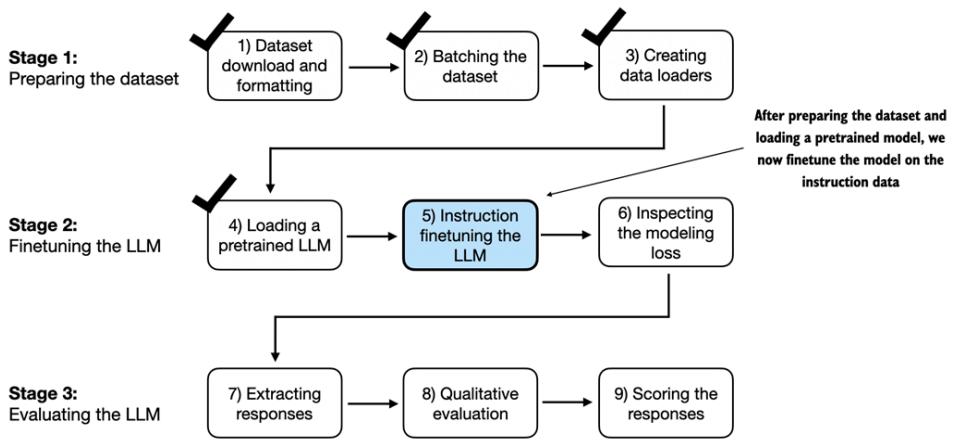 Stage 1:
Preparing the dataset
1) Dataset
download and
formatting
2) Batching the
dataset
3) Creating
data loaders
After preparing the dataset and
loading a pretrained model, we
now finetune the model on the
instruction data
Stage 2:
Finetuning the LLM
4) Loading a
pretrained LLM
5) Instruction
finetuning the
LLM
6) Inspecting
the modeling
loss
Stage 3:
Evaluating the LLM
7) Extracting
responses
8) Qualitative
evaluation
9) Scoring the
responses